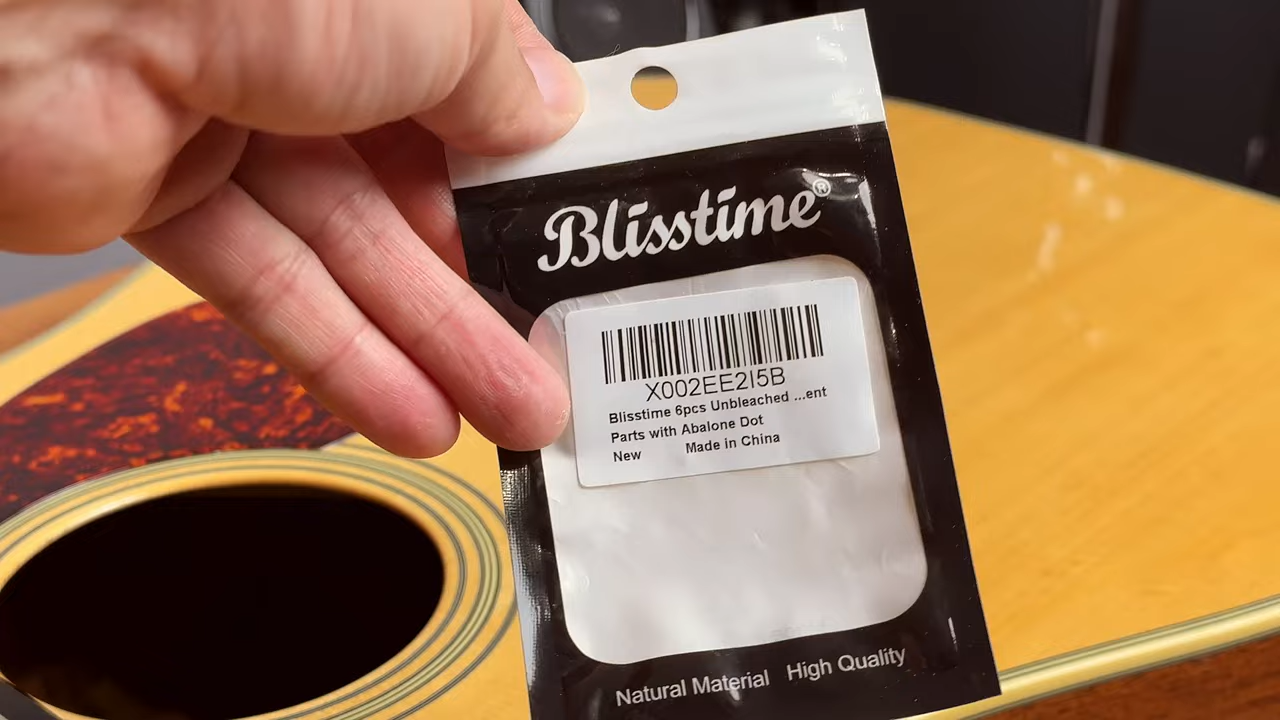 Blisstime®
X002EE2I5B
Blisstime 6pcs Unbleached ...ent
Parts with Abalone Dot
New Made in China
Natural Material High Quality